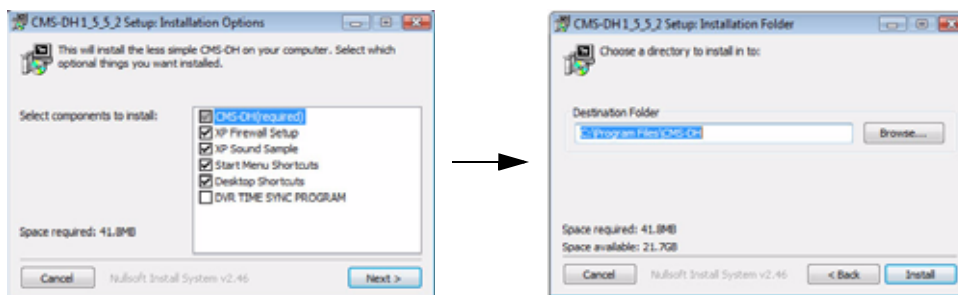 CMS-DH 1_5_5_2 Setup: Installation Options
This will install the less simple CMS-DH on your computer. Select which
optional things you want installed.
Select components to install:
CMS-DH(required)
XP Firewall Setup
XP Sound Sample
Start Menu Shortcuts
Desktop Shortcuts
DVR TIME SYNC PROGRAM
Space required: 41.8MB
Cancel
Nullsoft Install System v2.46
Next >
CMS-DH 1_5_5_2 Setup: Installation Folder
Choose a directory to install in to:
Destination Folder
C:\Program Files\CMS-DH
Browse...
Space required: 41.8MB
Space available: 21.7GB
Cancel
Nullsoft Install System v2.46
< Back
Install